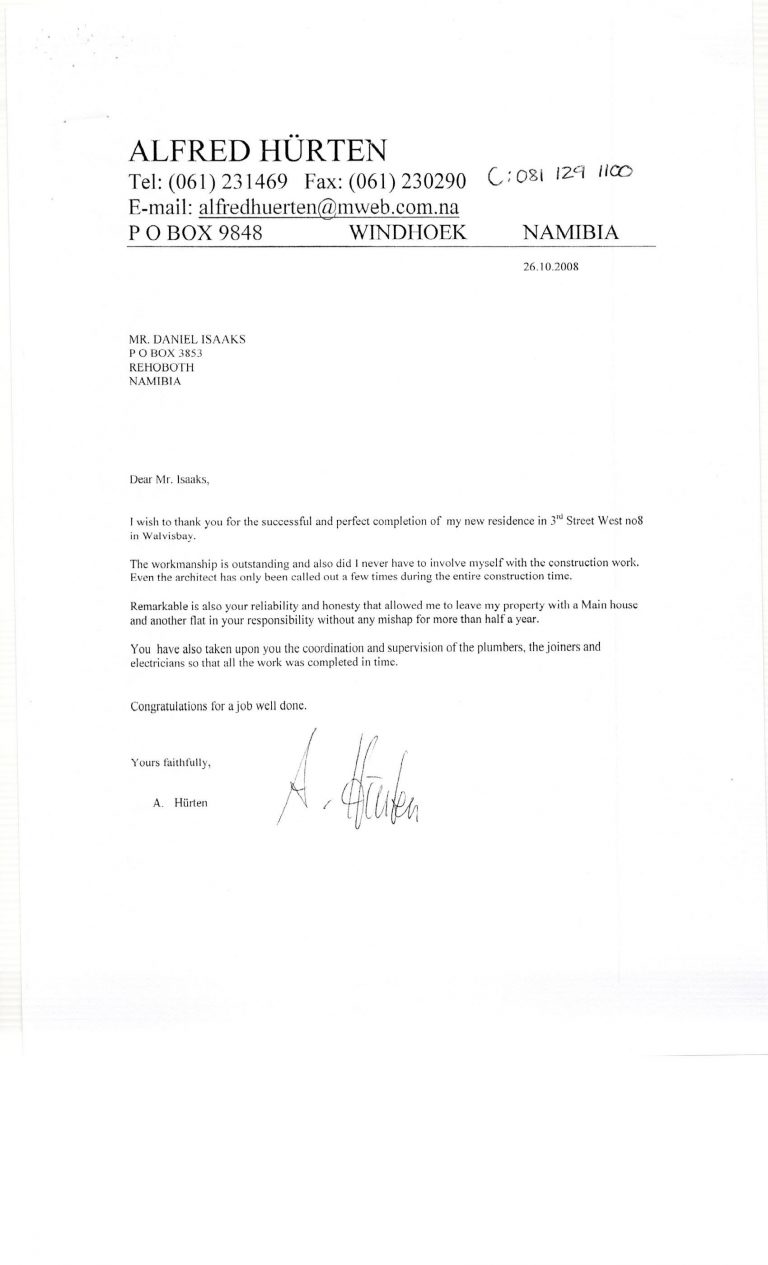 ALFRED HÜRTEN
Tel: (061) 231469 Fax: (061) 230290 C: 081 129 1100
E-mail: alfredhuerten@mweb.com.na
P O BOX 9848 WINDHOEK NAMIBIA
26.10.2008
MR. DANIEL ISAAKS
P O BOX 3853
REHOBOTH
NAMIBIA
Dear Mr. Isaaks,
I wish to thank you for the successful and perfect completion of my new residence in 3rd Street West no8
in Walvisbay.
The workmanship is outstanding and also did I never have to involve myself with the construction work.
Even the architect has only been called out a few times during the entire construction time.
Remarkable is also your reliability and honesty that allowed me to leave my property with a Main house
and another flat in your responsibility without any mishap for more than half a year.
You have also taken upon you the coordination and supervision of the plumbers, the joiners and
electricians so that all the work was completed in time.
Congratulations for a job well done.
Yours faithfully,
A. Hürten
A. Hürten